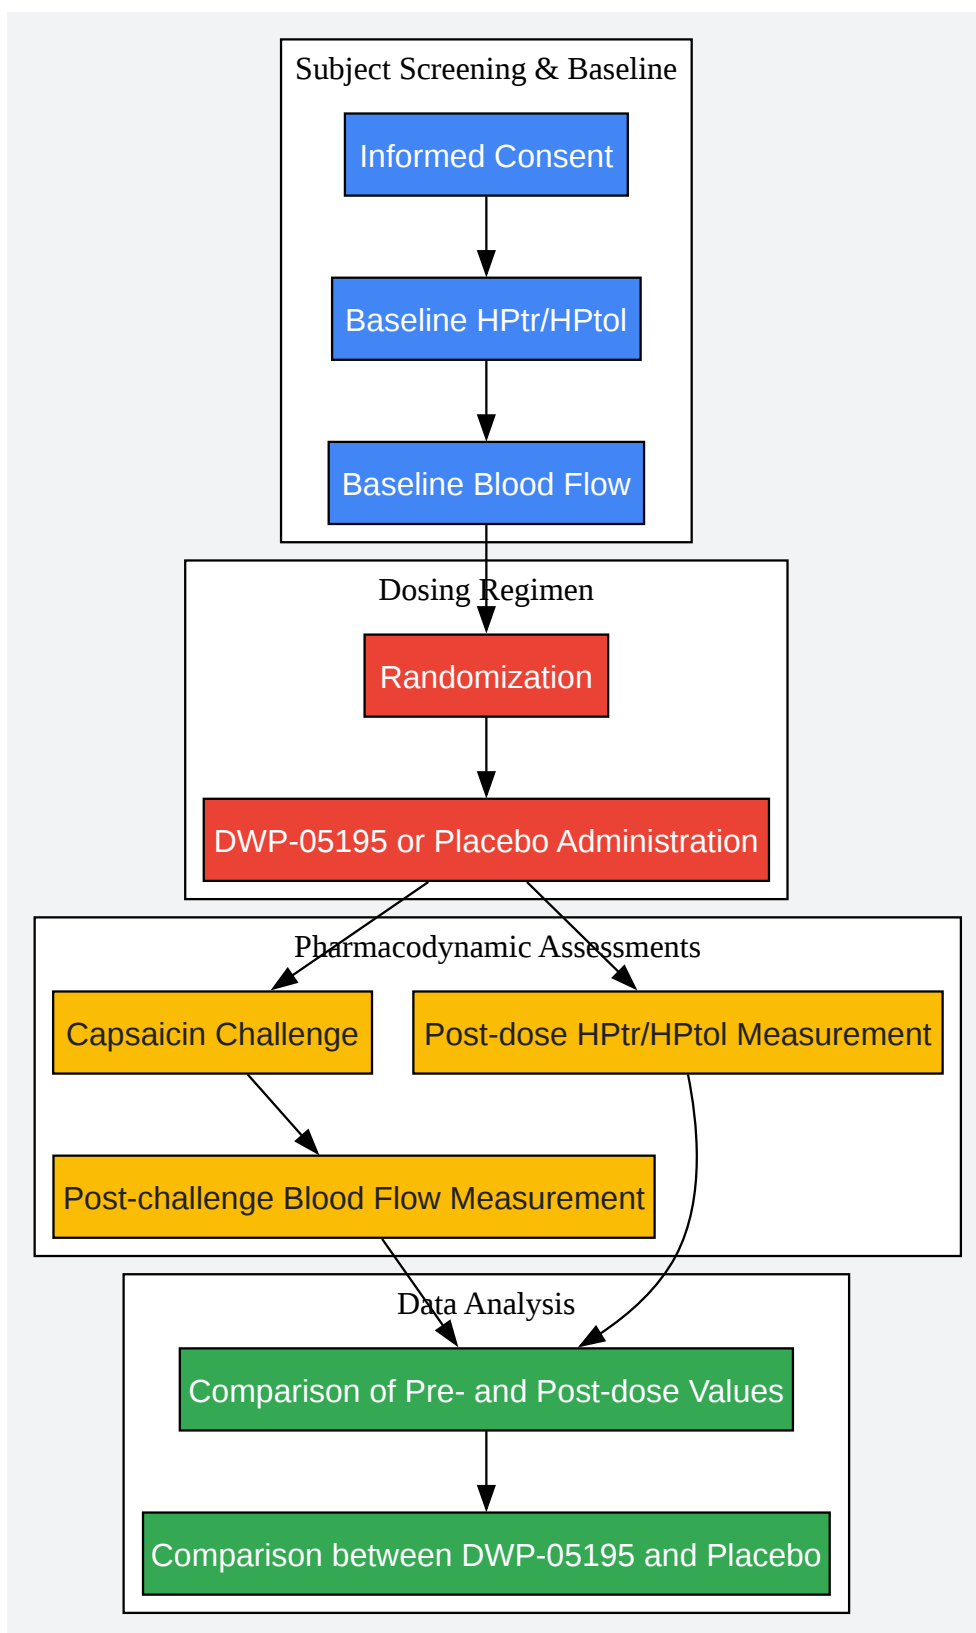 Subject Screening & Baseline
Informed Consent
Baseline HPtr/HPtol
Baseline Blood Flow
Dosing Regimen
Randomization
DWP-05195 or Placebo Administration
Pharmacodynamic Assessments
Capsaicin Challenge
Post-dose HPtr/HPtol Measurement
Post-challenge Blood Flow Measurement
Data Analysis
Comparison of Pre- and Post-dose Values
Comparison between DWP-05195 and Placebo